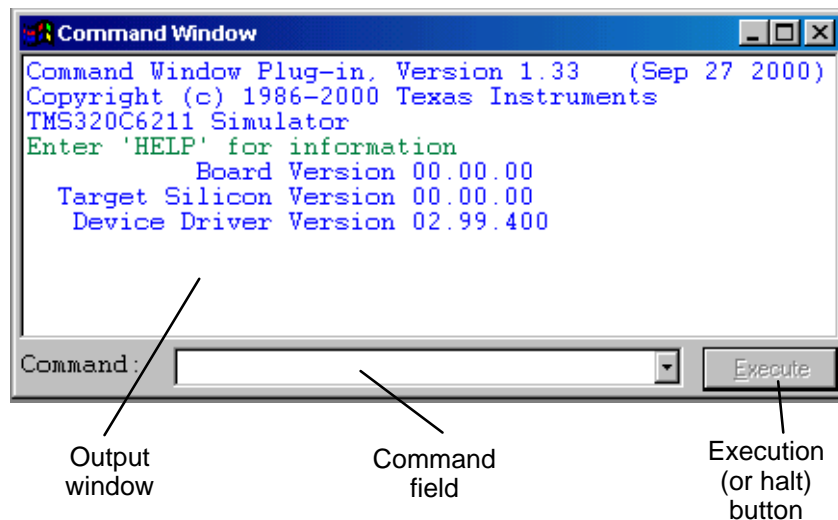 Command Window
Command Window Plug-in, Version 1.33 (Sep 27 2000)
Copyright (c) 1986-2000 Texas Instruments
TMS320C6211 Simulator
Enter 'HELP' for information
Board Version 00.00.00
Target Silicon Version 00.00.00
Device Driver Version 02.99.400
Command:
Execute
Output
window
Command
field
Execution
(or halt)
button